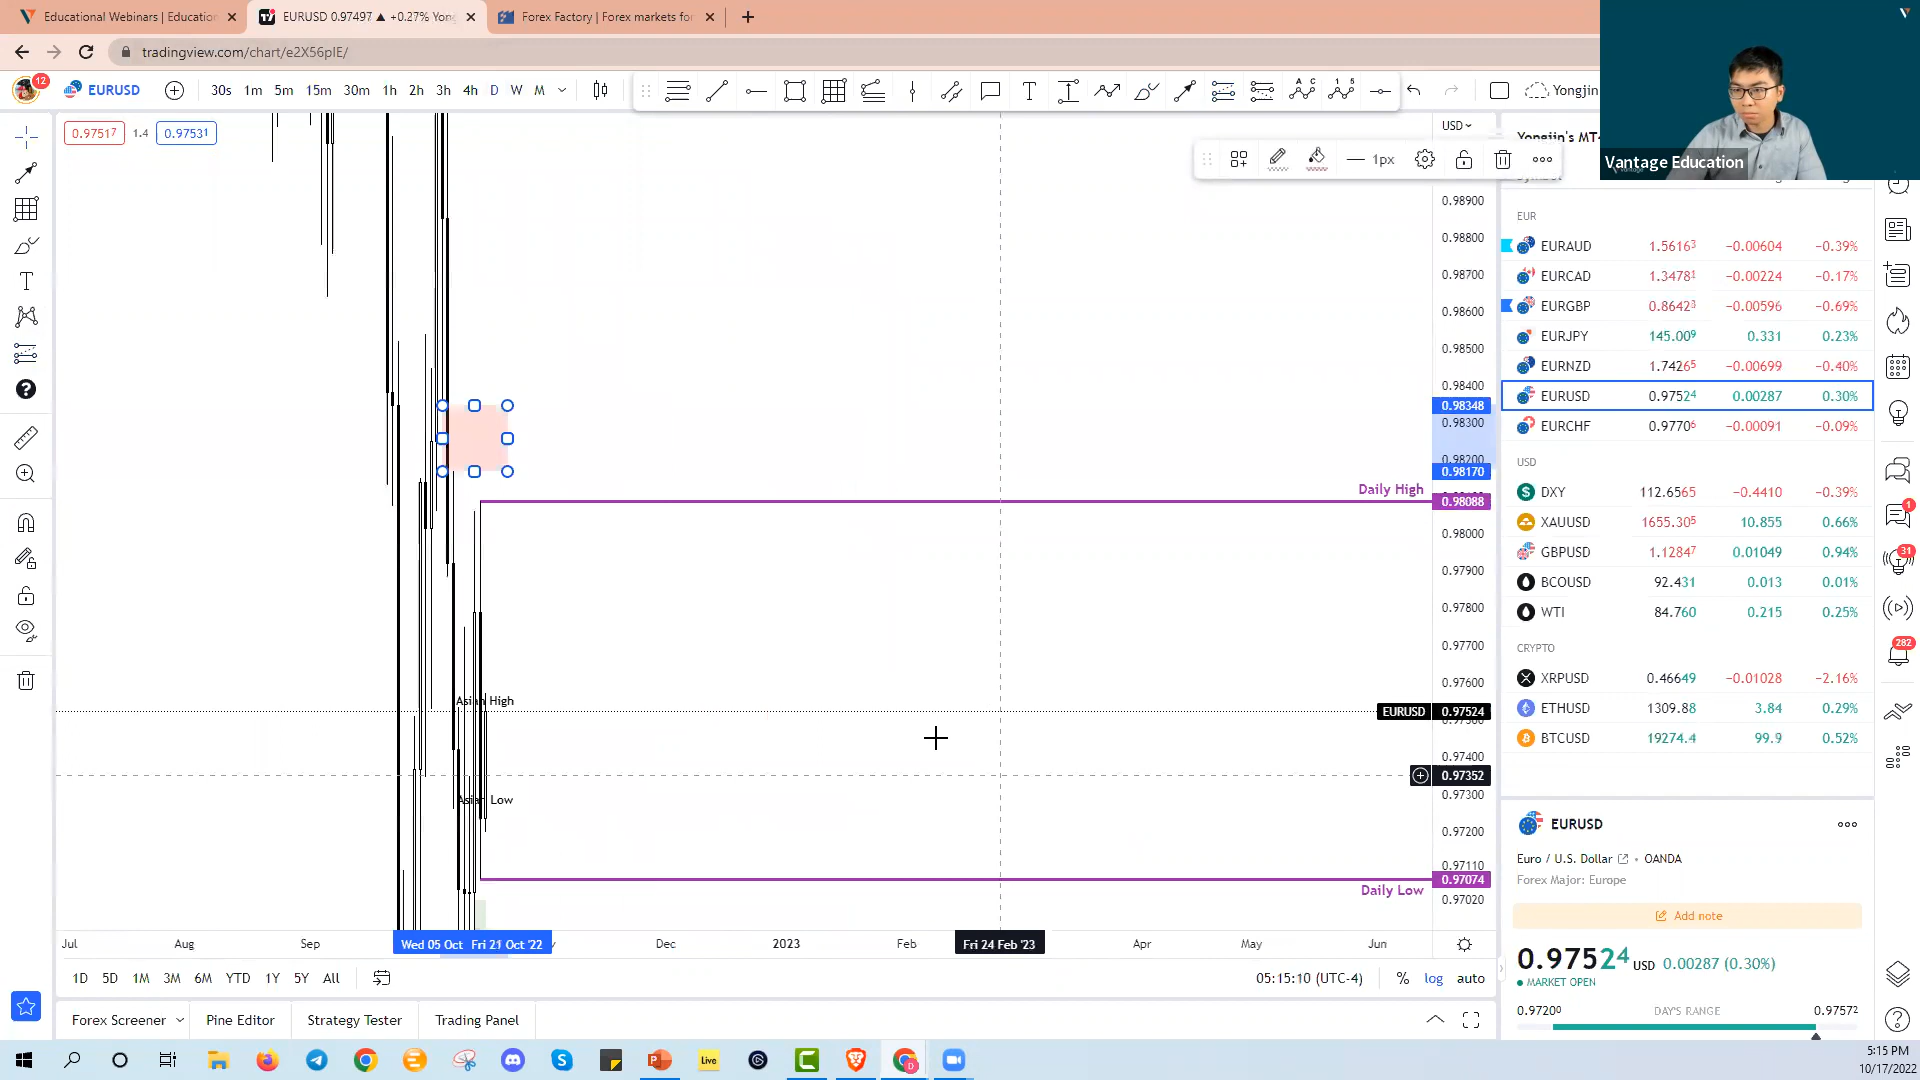 Educational Webinars | Education
EURUSD 0.97497 ▲ +0.27% Yong
Forex Factory | Forex markets for
tradingview.com/chart/e2X56pIE/
12
EURUSD
30s 1m 5m 15m 30m 1h 2h 3h 4h D W M
T
A C
1 5
Yongjin
Vantage Education
0.97517 1.4 0.97531
USD
1px
Yongjin's MT4
0.98900
0.98800
0.98700
0.98600
0.98500
0.98400
0.98348
0.98300
0.98200
0.98170
Daily High 0.98088
0.98000
0.97900
0.97800
0.97700
0.97600
Asian High
EURUSD 0.97524
0.97400
0.97352
0.97300
Asian Low
0.97200
0.97110
0.97074
Daily Low
0.97020
Jul Aug Sep Wed 05 Oct Fri 21 Oct '22 Dec 2023 Feb Fri 24 Feb '23 Apr May Jun
1D 5D 1M 3M 6M YTD 1Y 5Y All
05:15:10 (UTC-4) % log auto
Forex Screener Pine Editor Strategy Tester Trading Panel
EUR
EURAUD 1.56163 −0.00604 −0.39%
EURCAD 1.34781 −0.00224 −0.17%
EURGBP 0.86423 −0.00596 −0.69%
EURJPY 145.009 0.331 0.23%
EURNZD 1.74265 −0.00699 −0.40%
EURUSD 0.97524 0.00287 0.30%
EURCHF 0.97706 −0.00091 −0.09%
USD
DXY 112.6565 −0.4410 −0.39%
XAUUSD 1655.305 10.855 0.66%
GBPUSD 1.12847 0.01049 0.94%
BCOUSD 92.431 0.013 0.01%
WTI 84.760 0.215 0.25%
CRYPTO
XRPUSD 0.46649 −0.01028 −2.16%
ETHUSD 1309.88 3.84 0.29%
BTCUSD 19274.4 99.9 0.52%
1
31
282
EURUSD
Euro / U.S. Dollar • OANDA
Forex Major: Europe
Add note
0.97524 USD 0.00287 (0.30%)
MARKET OPEN
0.97200 DAY'S RANGE 0.97572
Live
5:15 PM
10/17/2022